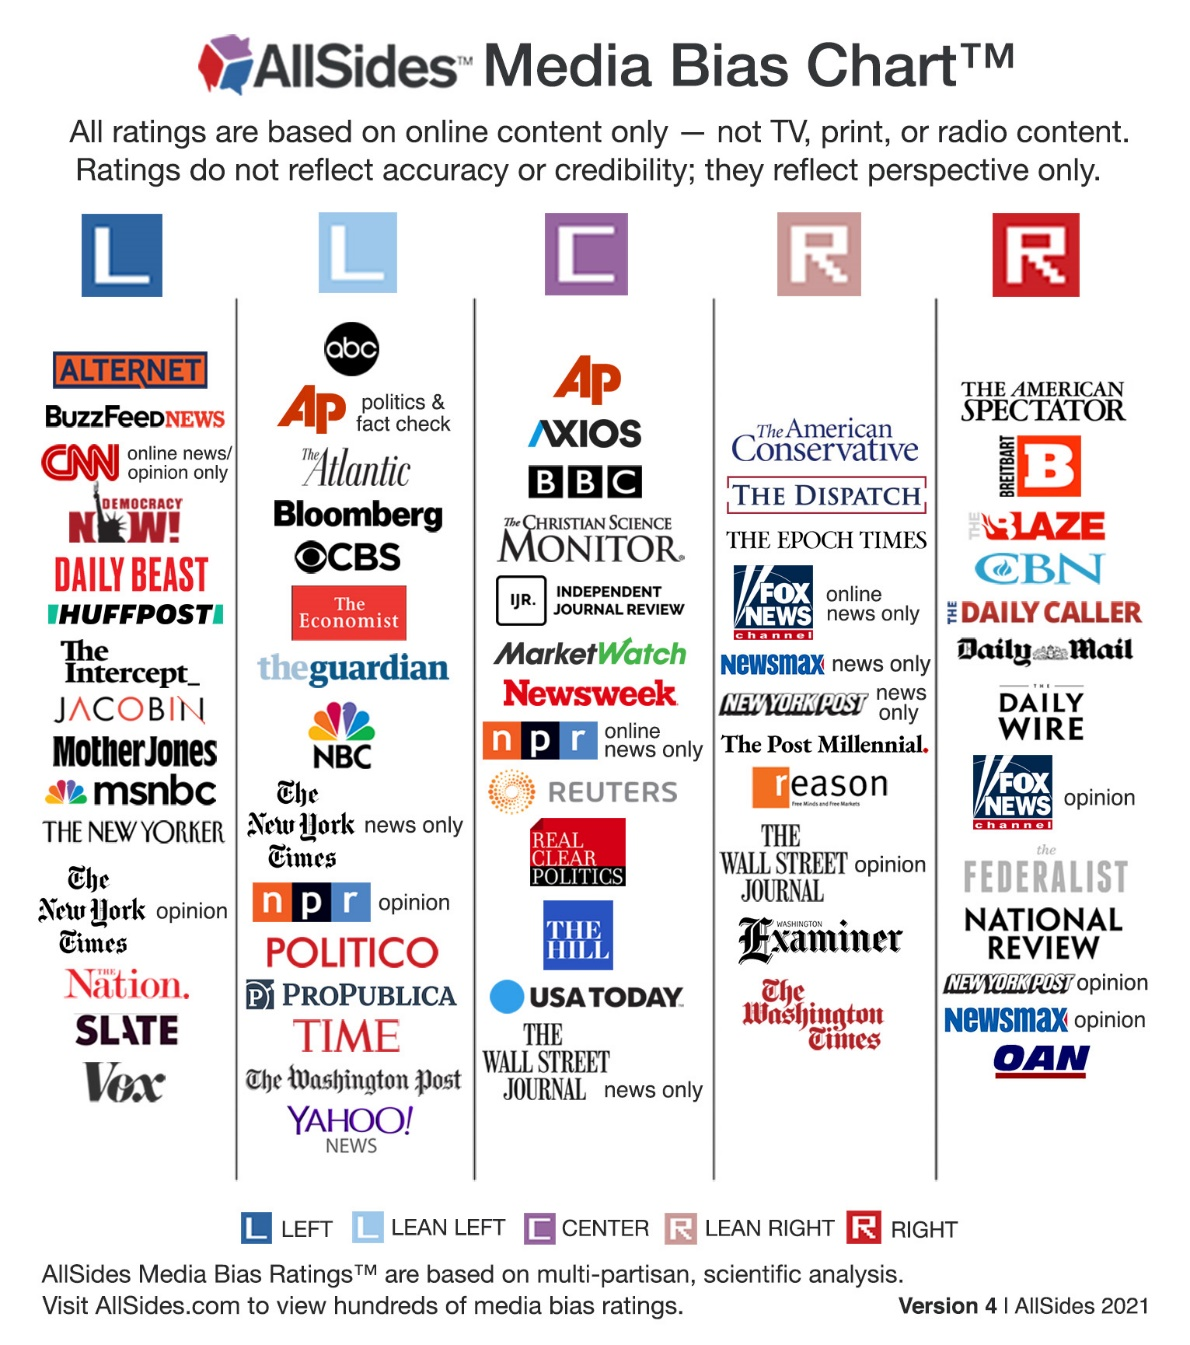 AllSides™ Media Bias Chart™
All ratings are based on online content only — not TV, print, or radio content.
Ratings do not reflect accuracy or credibility; they reflect perspective only.
L
L
C
R
R
ALTERNET
BuzzFeedNEWS
CNN online news/
opinion only
DEMOCRACY
NOW!
DAILY BEAST
HUFFPOST
The
Intercept_
JACOBIN
Mother Jones
msnbc
THE NEW YORKER
The
New York
Times
opinion
THE
Nation.
SLATE
Vox
abc
AP politics &
fact check
The
Atlantic
Bloomberg
CBS
The
Economist
theguardian
NBC
The
New York
Times
news only
npr opinion
POLITICO
P PROPUBLICA
TIME
The Washington Post
YAHOO!
NEWS
AP
AXIOS
BBC
The CHRISTIAN SCIENCE
MONITOR
IJR. INDEPENDENT
JOURNAL REVIEW
MarketWatch
Newsweek
npr online
news only
REUTERS
REAL
CLEAR
POLITICS
THE
HILL
USA TODAY
THE
WALL STREET
JOURNAL news only
The American
Conservative
THE DISPATCH
THE EPOCH TIMES
FOX
NEWS
channel
online
news only
Newsmax news only
NEW YORK POST news
only
The Post Millennial.
reason
Free Minds and Free Markets
THE
WALL STREET
JOURNAL
opinion
WASHINGTON
Examiner
The
Washington
Times
THE AMERICAN
SPECTATOR
BREITBART
B
THE
BLAZE
CBN
THE DAILY CALLER
Daily Mail
THE
DAILY
WIRE
FOX
NEWS
channel
opinion
the
FEDERALIST
NATIONAL
REVIEW
NEW YORK POST opinion
Newsmax opinion
OAN
L LEFT L LEAN LEFT C CENTER R LEAN RIGHT R RIGHT
AllSides Media Bias Ratings™ are based on multi-partisan, scientific analysis.
Visit AllSides.com to view hundreds of media bias ratings.
Version 4 | AllSides 2021